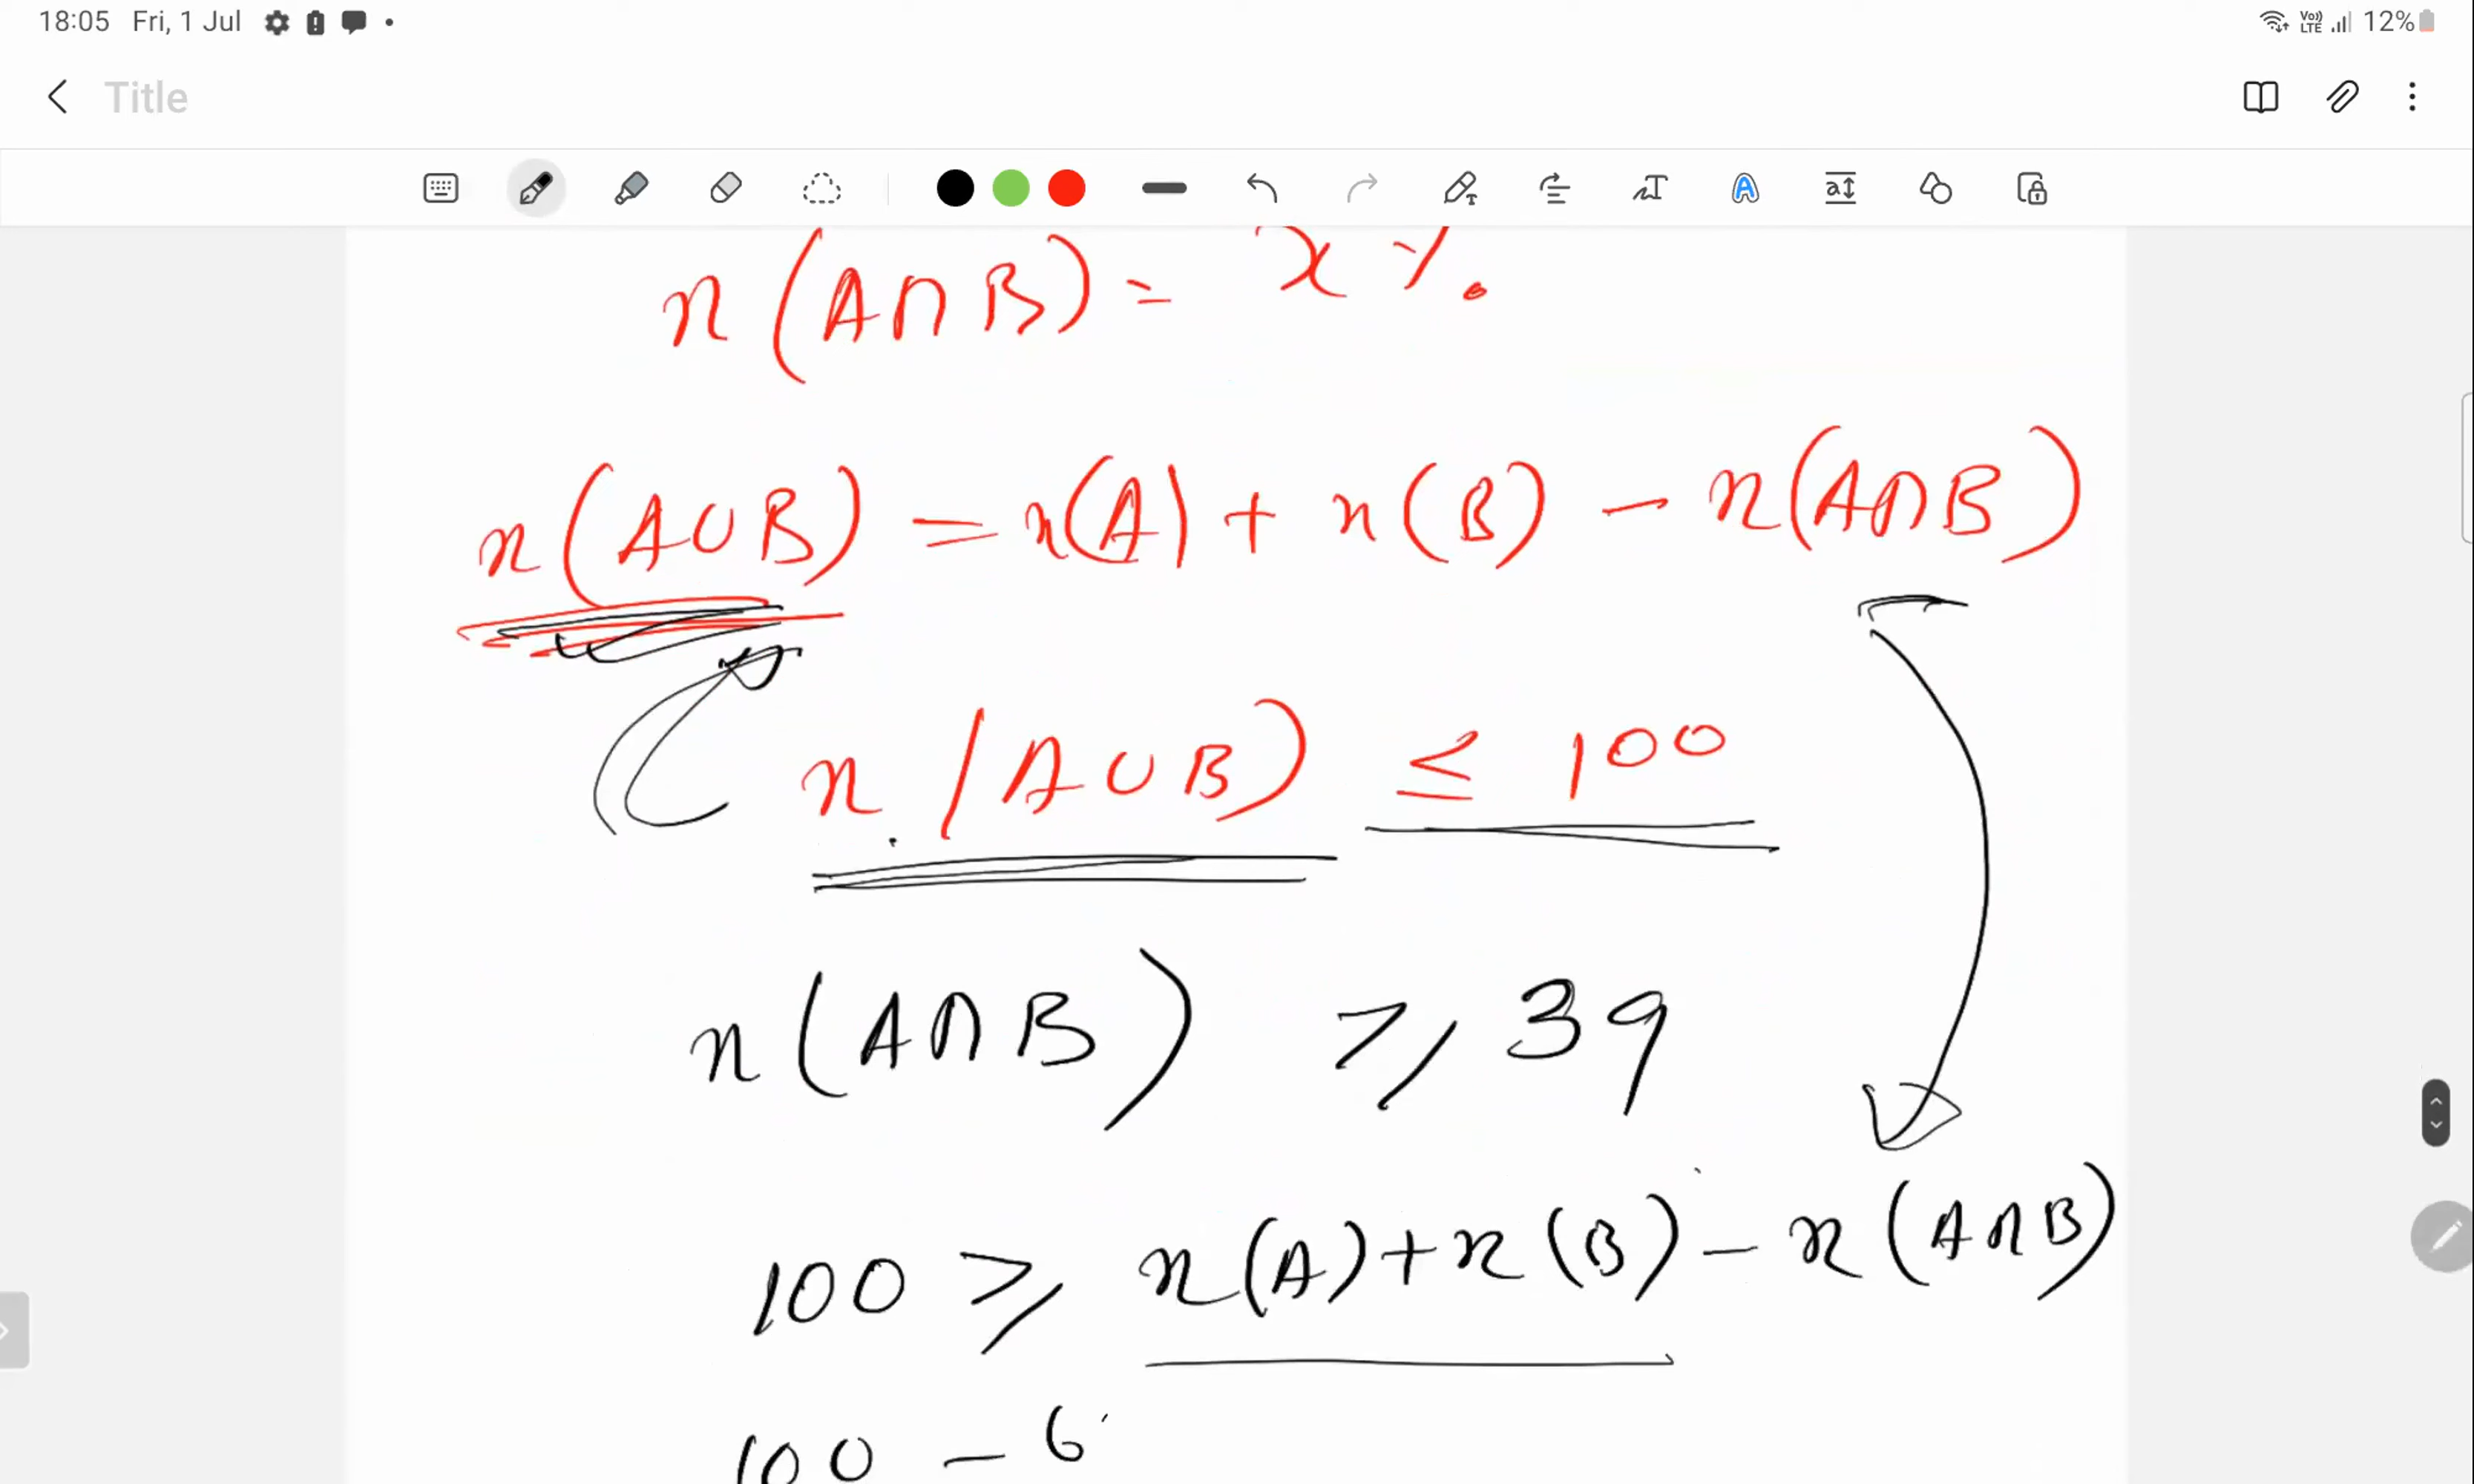 18:05 Fri, 1 Jul 12%
Title
n(A∩B) = x %.
n(A∪B) = n(A) + n(B) - n(A∩B)
n(A∪B) ≤ 100
n(A∩B) ≥ 39
100 ≥ n(A) + n(B) - n(A∩B)
100 - 6